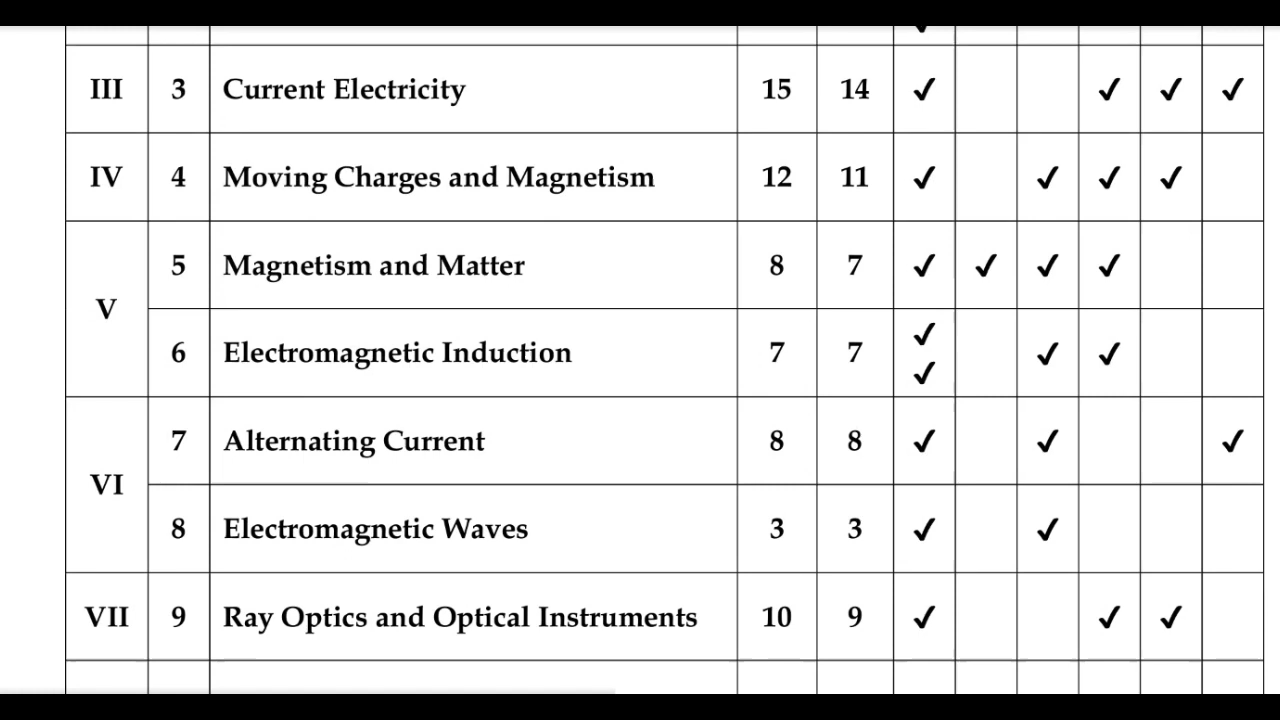 III 3 Current Electricity 15 14 ✓ ✓ ✓ ✓
IV 4 Moving Charges and Magnetism 12 11 ✓ ✓ ✓ ✓
V
5 Magnetism and Matter 8 7 ✓ ✓ ✓ ✓
6 Electromagnetic Induction 7 7 ✓ ✓ ✓ ✓
VI
7 Alternating Current 8 8 ✓ ✓ ✓
8 Electromagnetic Waves 3 3 ✓ ✓
VII 9 Ray Optics and Optical Instruments 10 9 ✓ ✓ ✓